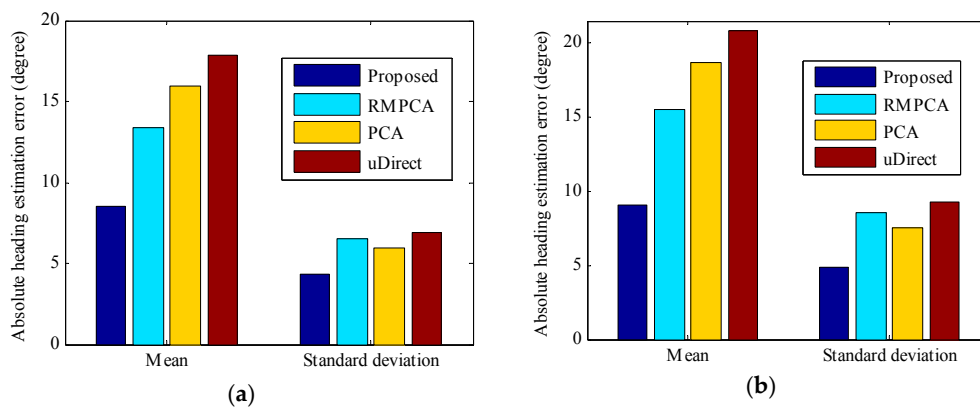 Absolute heading estimation error (degree)
20
15
10
5
0
Proposed
RMPCA
PCA
uDirect
Mean
Standard deviation
(a)
Absolute heading estimation error (degree)
20
15
10
5
0
Proposed
RMPCA
PCA
uDirect
Mean
Standard deviation
(b)